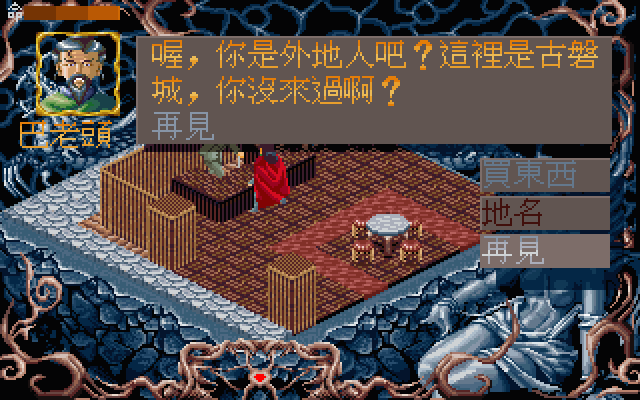 命
喔，你是外地人吧？這裡是古磐
城，你沒來過啊？
再見
巴老頭
買東西
地名
再見